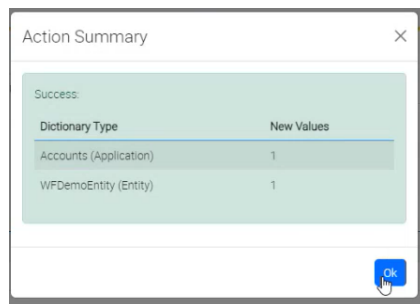 Action Summary
Success:
Dictionary Type New Values
Accounts (Application) 1
WFDemoEntity (Entity) 1
Ok